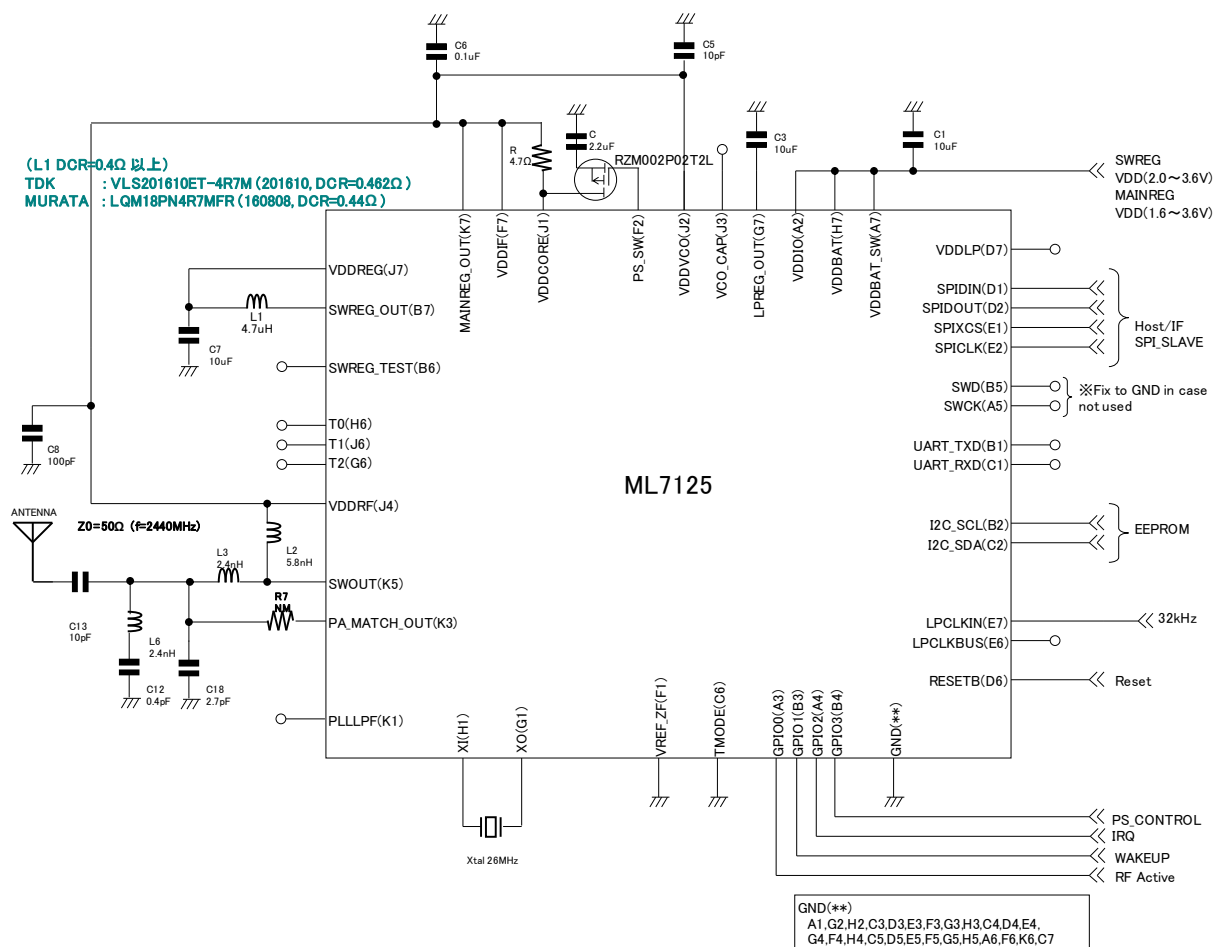 C6
0.1uF
C5
10pF
C
2.2uF
RZM002P02T2L
R
4.7Ω
C3
10uF
C1
10uF
SWREG
VDD(2.0～3.6V)
MAINREG
VDD(1.6～3.6V)
(L1 DCR=0.4Ω 以上)
TDK : VLS201610ET-4R7M (201610, DCR=0.462Ω)
MURATA : LQM18PN4R7MFR (160808, DCR=0.44Ω)
MAINREG_OUT(K7)
VDDIF(F7)
VDDCORE(J1)
PS_SW(F2)
VDDVCO(J2)
VCO_CAP(J3)
LPREG_OUT(G7)
VDDIO(A2)
VDDBAT(H7)
VDDBAT_SW(A7)
VDDREG(J7)
SWREG_OUT(B7)
L1
4.7uH
C7
10uF
SWREG_TEST(B6)
T0(H6)
T1(J6)
T2(G6)
C8
100pF
VDDRF(J4)
ANTENNA
Z0=50Ω (f=2440MHz)
L3
2.4nH
L2
5.8nH
SWOUT(K5)
R7
NM
PA_MATCH_OUT(K3)
C13
10pF
L6
2.4nH
C12
0.4pF
C18
2.7pF
PLLLPF(K1)
ML7125
VDDLP(D7)
SPIDIN(D1)
SPIDOUT(D2)
SPIXCS(E1)
SPICLK(E2)
Host/IF
SPI_SLAVE
SWD(B5)
SWCK(A5)
※Fix to GND in case
not used
UART_TXD(B1)
UART_RXD(C1)
I2C_SCL(B2)
I2C_SDA(C2)
EEPROM
LPCLKIN(E7)
32kHz
LPCLKBUS(E6)
RESETB(D6)
Reset
XI(H1)
XO(G1)
VREF_ZF(F1)
TMODE(C6)
GPIO0(A3)
GPIO1(B3)
GPIO2(A4)
GPIO3(B4)
GND(**)
Xtal 26MHz
PS_CONTROL
IRQ
WAKEUP
RF Active
GND(**)
A1,G2,H2,C3,D3,E3,F3,G3,H3,C4,D4,E4,
G4,F4,H4,C5,D5,E5,F5,G5,H5,A6,F6,K6,C7